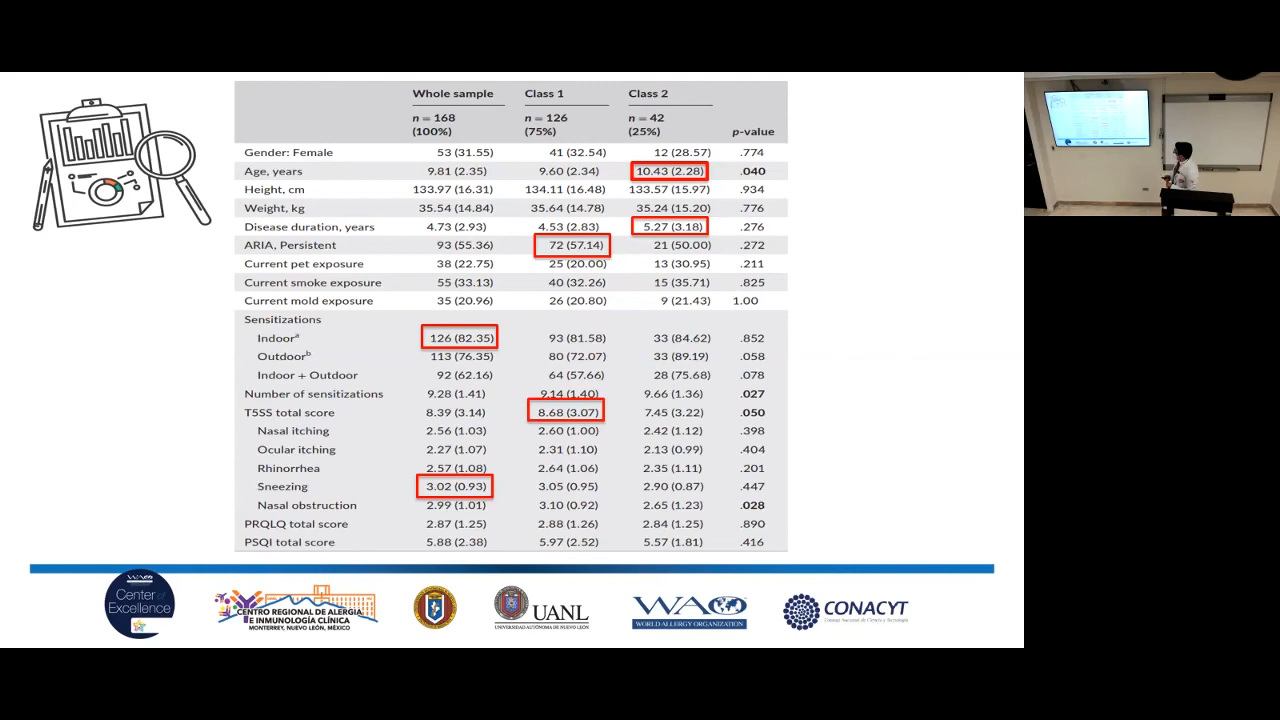 Whole sample Class 1 Class 2
n = 168 (100%) n = 126 (75%) n = 42 (25%) p-value
Gender: Female 53 (31.55) 41 (32.54) 12 (28.57) .774
Age, years 9.81 (2.35) 9.60 (2.34) 10.43 (2.28) .040
Height, cm 133.97 (16.31) 134.11 (16.48) 133.57 (15.97) .934
Weight, kg 35.54 (14.84) 35.64 (14.78) 35.24 (15.20) .776
Disease duration, years 4.73 (2.93) 4.53 (2.83) 5.27 (3.18) .276
ARIA, Persistent 93 (55.36) 72 (57.14) 21 (50.00) .272
Current pet exposure 38 (22.75) 25 (20.00) 13 (30.95) .211
Current smoke exposure 55 (33.13) 40 (32.26) 15 (35.71) .825
Current mold exposure 35 (20.96) 26 (20.80) 9 (21.43) 1.00
Sensitizations
Indoorᵃ 126 (82.35) 93 (81.58) 33 (84.62) .852
Outdoorᵇ 113 (76.35) 80 (72.07) 33 (89.19) .058
Indoor + Outdoor 92 (62.16) 64 (57.66) 28 (75.68) .078
Number of sensitizations 9.28 (1.41) 9.14 (1.40) 9.66 (1.36) .027
T5SS total score 8.39 (3.14) 8.68 (3.07) 7.45 (3.22) .050
Nasal itching 2.56 (1.03) 2.60 (1.00) 2.42 (1.12) .398
Ocular itching 2.27 (1.07) 2.31 (1.10) 2.13 (0.99) .404
Rhinorrhea 2.57 (1.08) 2.64 (1.06) 2.35 (1.11) .201
Sneezing 3.02 (0.93) 3.05 (0.95) 2.90 (0.87) .447
Nasal obstruction 2.99 (1.01) 3.10 (0.92) 2.65 (1.23) .028
PRQLQ total score 2.87 (1.25) 2.88 (1.26) 2.84 (1.25) .890
PSQI total score 5.88 (2.38) 5.97 (2.52) 5.57 (1.81) .416
WAO
Center of
Excellence
CENTRO REGIONAL DE ALERGIA
E INMUNOLOGÍA CLÍNICA
MONTERREY, NUEVO LEÓN, MÉXICO
UANL
UNIVERSIDAD AUTÓNOMA DE NUEVO LEÓN
WAO
WORLD ALLERGY ORGANIZATION
CONACYT
Consejo Nacional de Ciencia y Tecnología